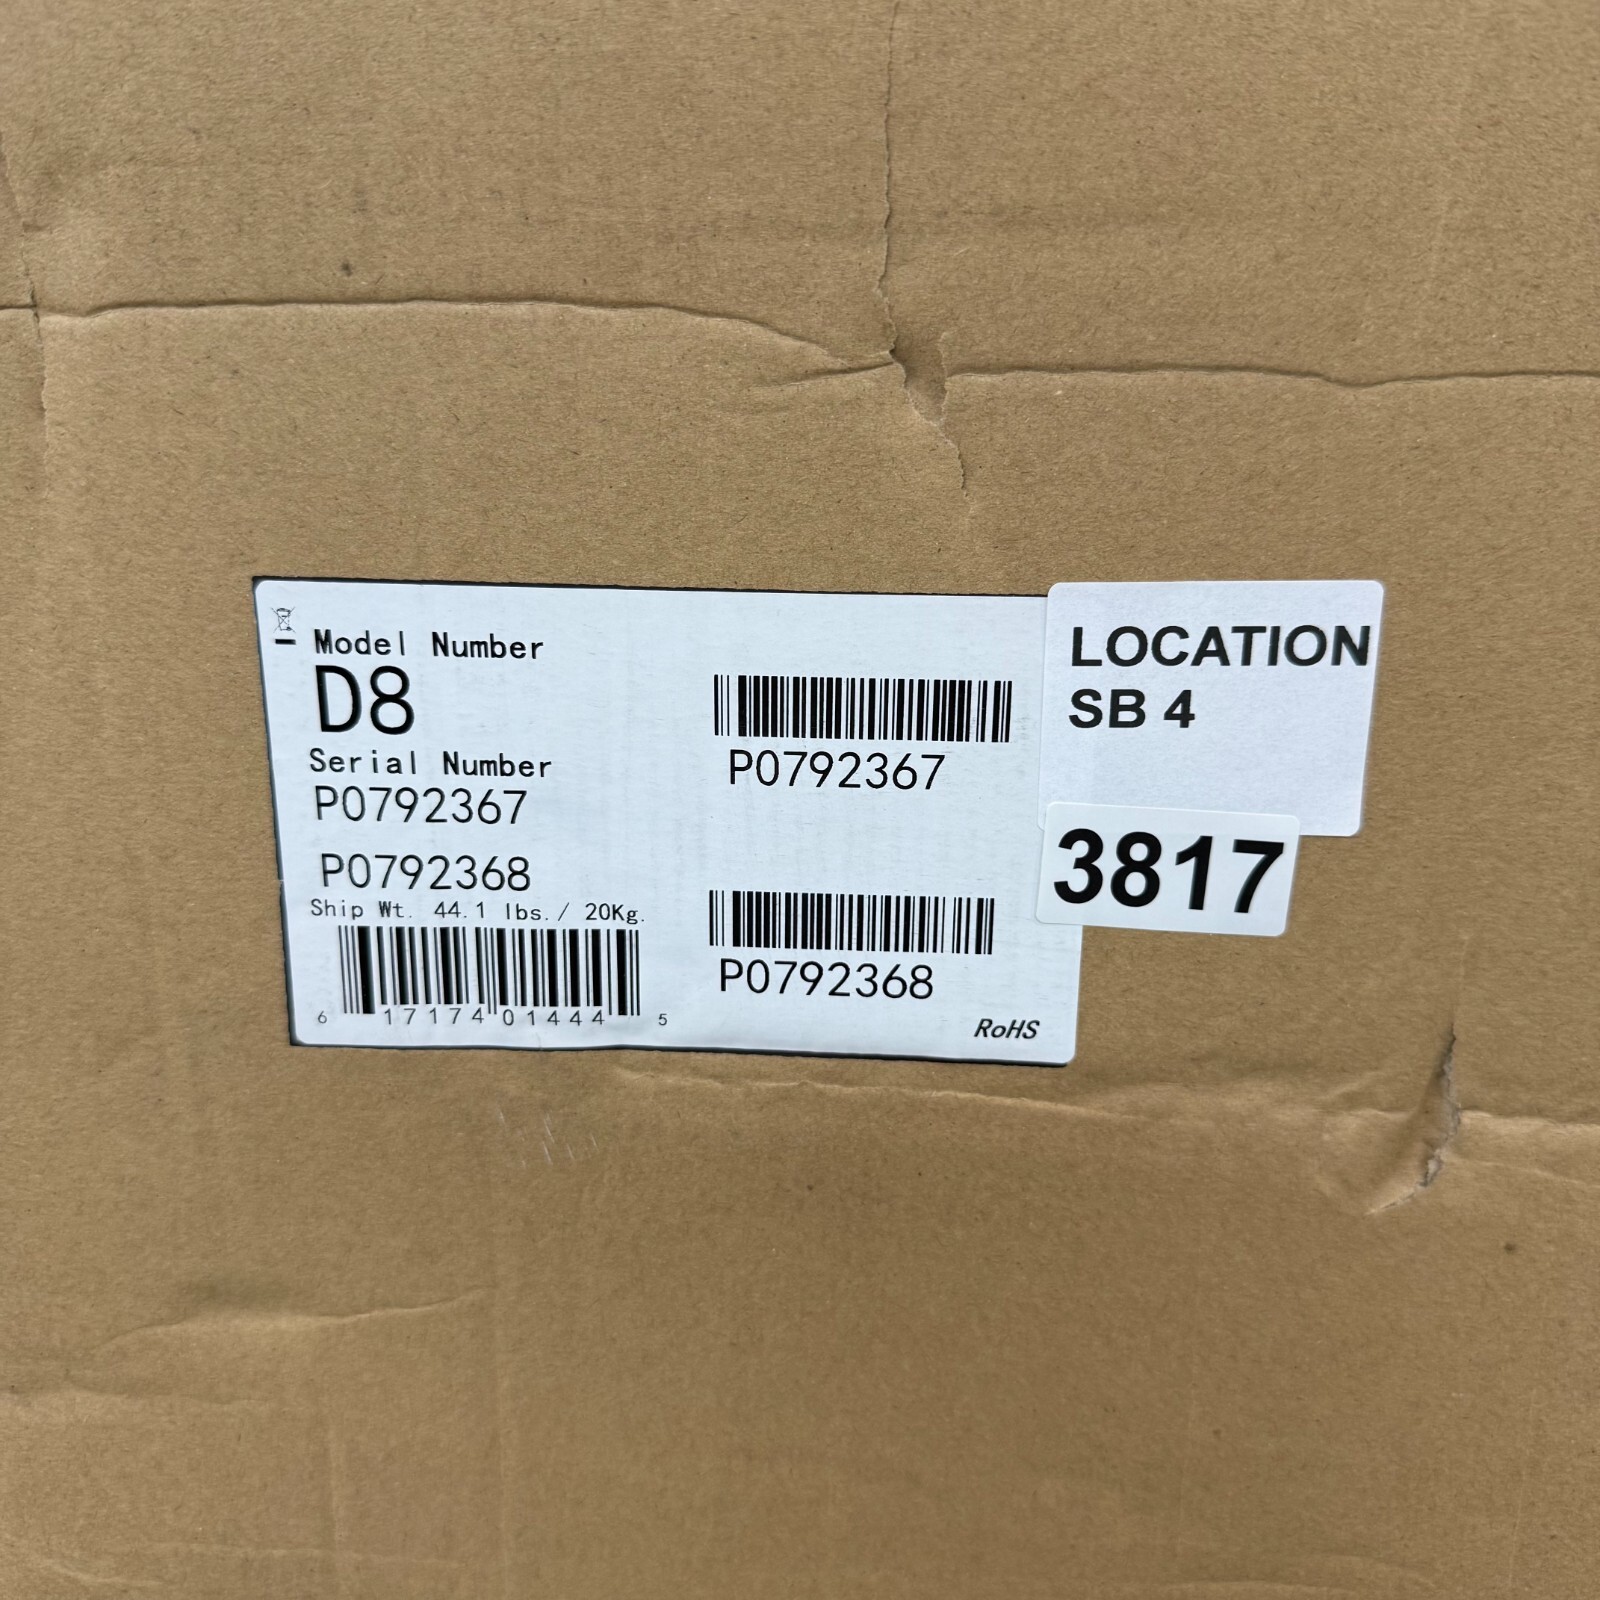 Model Number
D8
Serial Number
P0792367
P0792368
Ship Wt. 44.1 lbs./ 20Kg.
6 17174 01444 5
P0792367
P0792368
RoHS
LOCATION
SB 4
3817